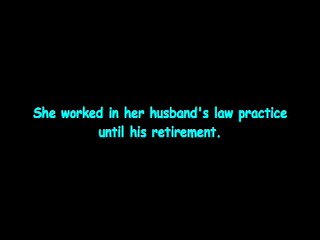 She worked in her husband's law practice
until his retirement.